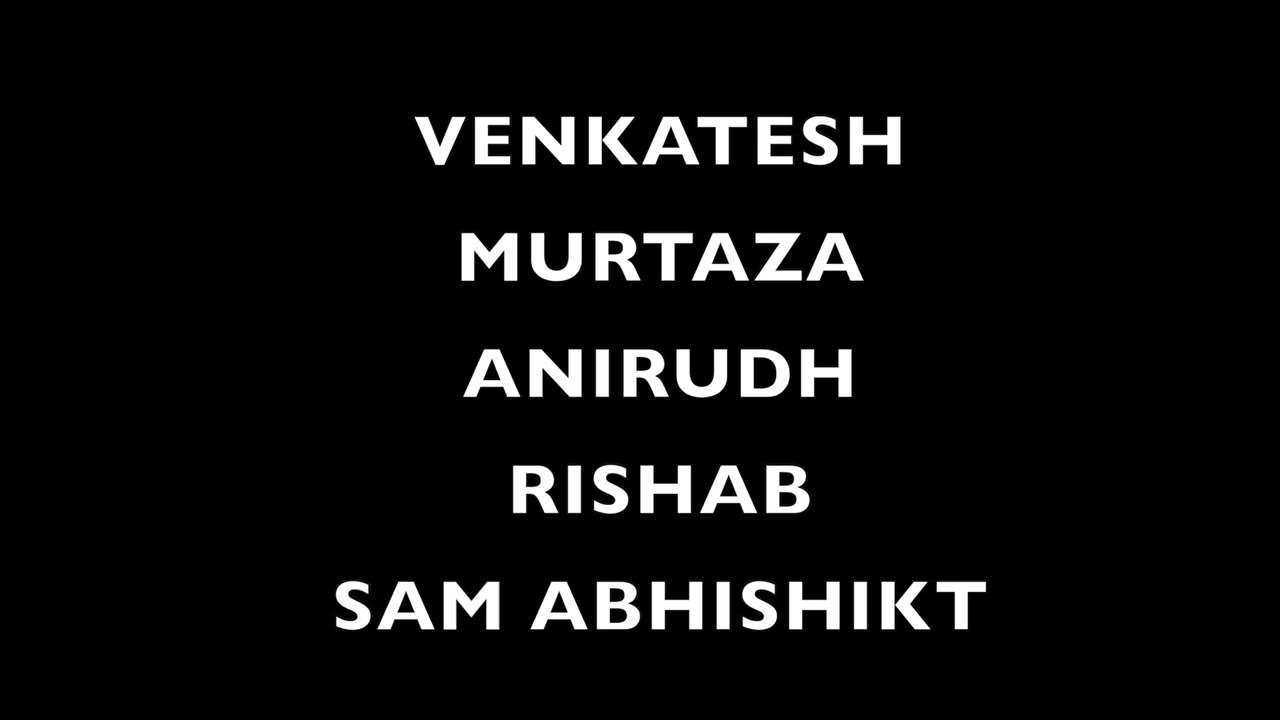 VENKATESH
MURTAZA
ANIRUDH
RISHAB
SAM ABHISHIKT